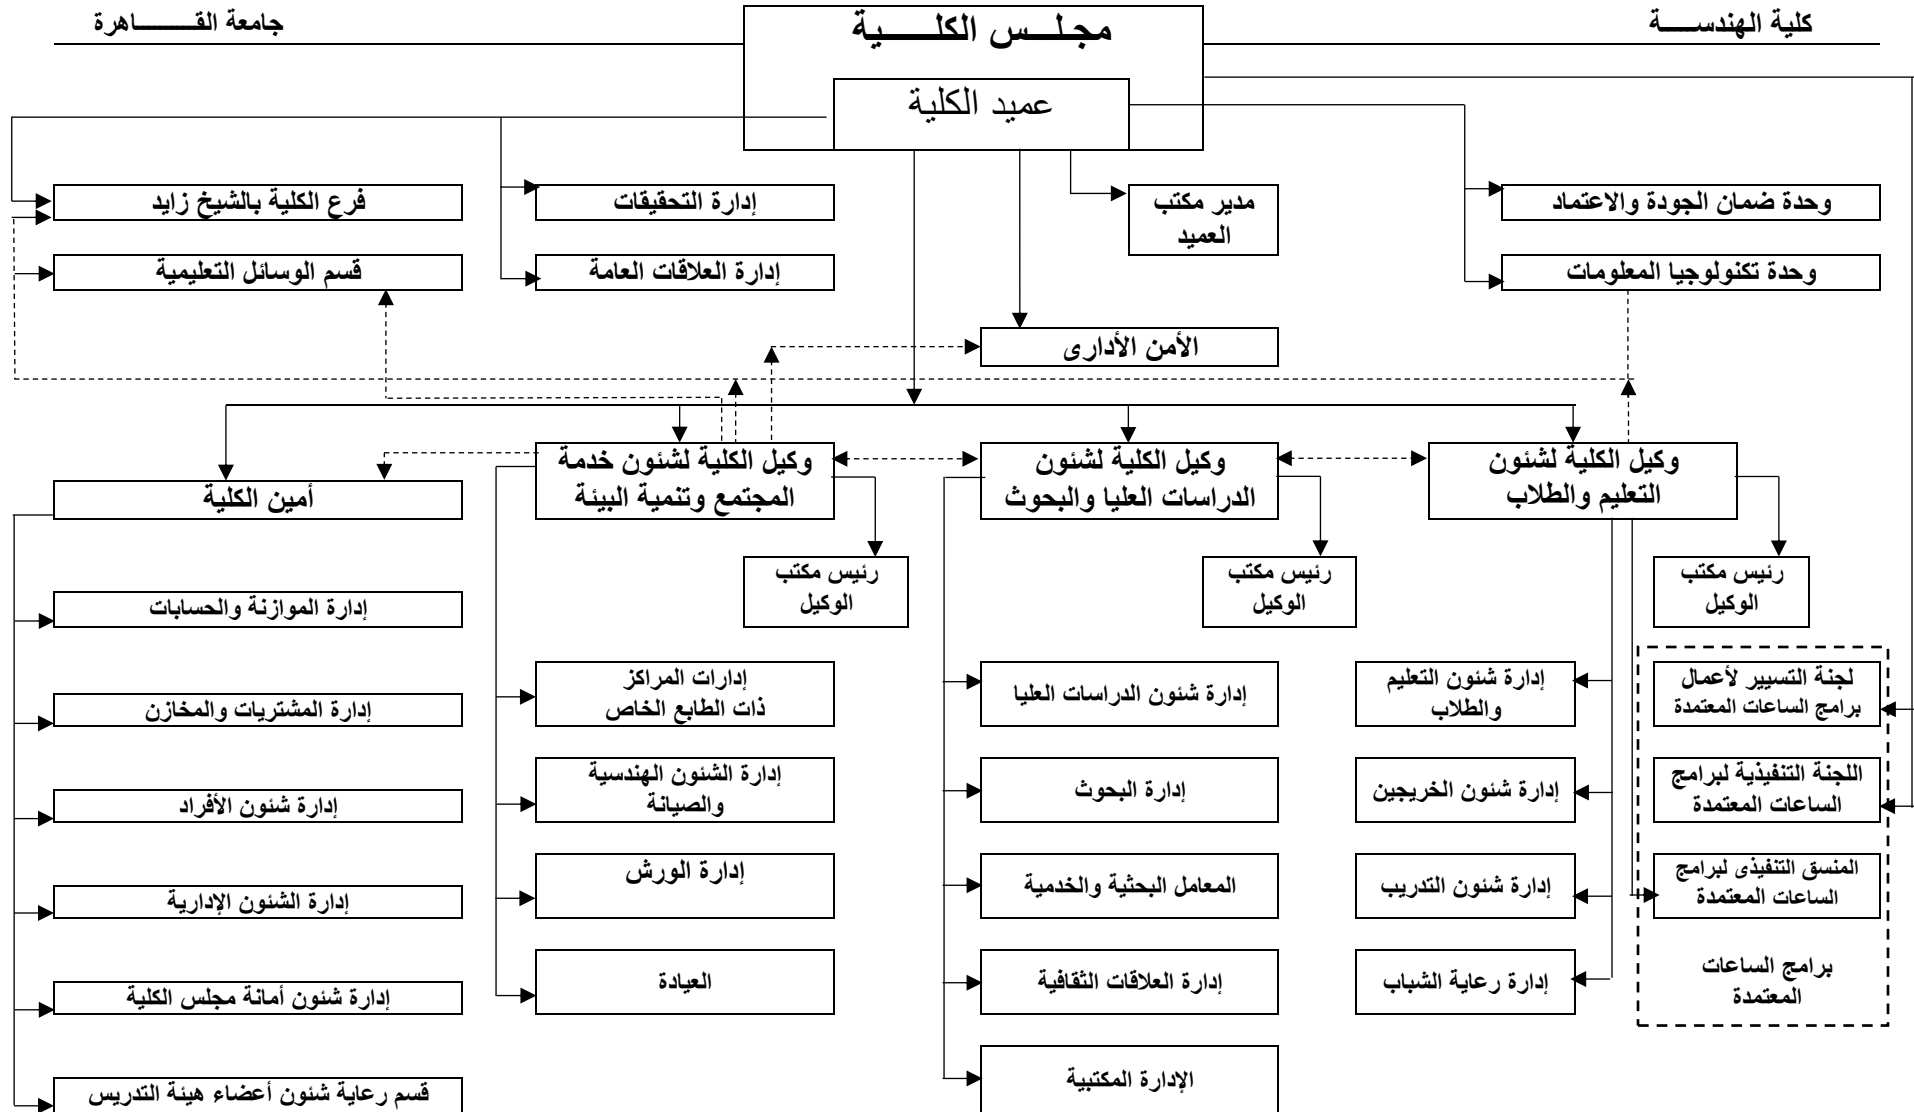 كلية الهندســـة
جامعة القـــــــاهرة
مجلـــس الكلـــــية
عميد الكلية
وحدة ضمان الجودة والاعتماد
مدير مكتب
العميد
إدارة التحقيقات
فرع الكلية بالشيخ زايد
وحدة تكنولوجيا المعلومات
إدارة العلاقات العامة
قسم الوسائل التعليمية
الأمن الأدارى
وكيل الكلية لشئون
التعليم والطلاب
وكيل الكلية لشئون
الدراسات العليا والبحوث
وكيل الكلية لشئون خدمة
المجتمع وتنمية البيئة
أمين الكلية
رئيس مكتب
الوكيل
رئيس مكتب
الوكيل
رئيس مكتب
الوكيل
لجنة التسيير لأعمال
برامج الساعات المعتمدة
اللجنة التنفيذية لبرامج
الساعات المعتمدة
المنسق التنفيذى لبرامج
الساعات المعتمدة
برامج الساعات
المعتمدة
إدارة شئون التعليم
والطلاب
إدارة شئون الخريجين
إدارة شئون التدريب
إدارة رعاية الشباب
إدارة شئون الدراسات العليا
إدارة البحوث
المعامل البحثية والخدمية
إدارة العلاقات الثقافية
الإدارة المكتبية
إدارات المراكز
ذات الطابع الخاص
إدارة الشئون الهندسية
والصيانة
إدارة الورش
العيادة
إدارة الموازنة والحسابات
إدارة المشتريات والمخازن
إدارة شئون الأفراد
إدارة الشئون الإدارية
إدارة شئون أمانة مجلس الكلية
قسم رعاية شئون أعضاء هيئة التدريس